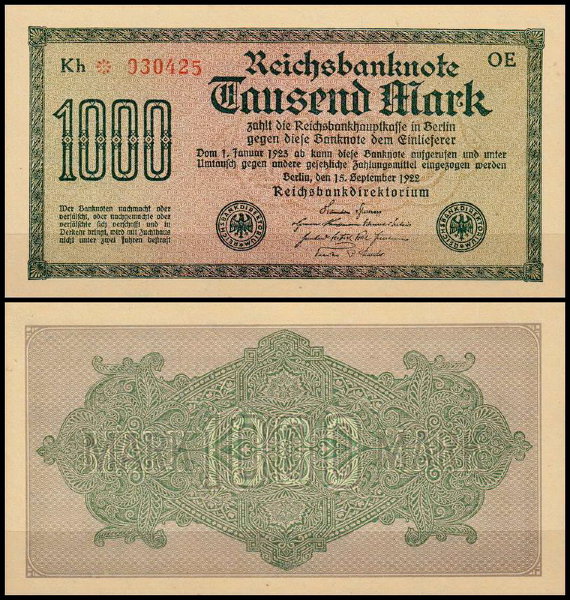 Kh * 030425
Reichsbanknote
OE
Tausend Mark
1000
zahlt die Reichsbankhauptkasse in Berlin
gegen diese Banknote dem Einlieferer
Vom 1. Januar 1923 ab kann diese Banknote aufgerufen und unter
Umtausch gegen andere gesetzliche Zahlungsmittel eingezogen werden
Berlin, den 15. September 1922
Reichsbankdirektorium
Wer Banknoten nachmacht oder
verfälscht, oder nachgemachte oder
verfälschte sich verschafft und in
Verkehr bringt, wird mit Zuchthaus
nicht unter zwei Jahren bestraft
REICHSBANKDIREKTORIUM
REICHSBANKDIREKTORIUM
MARK 1000 MARK